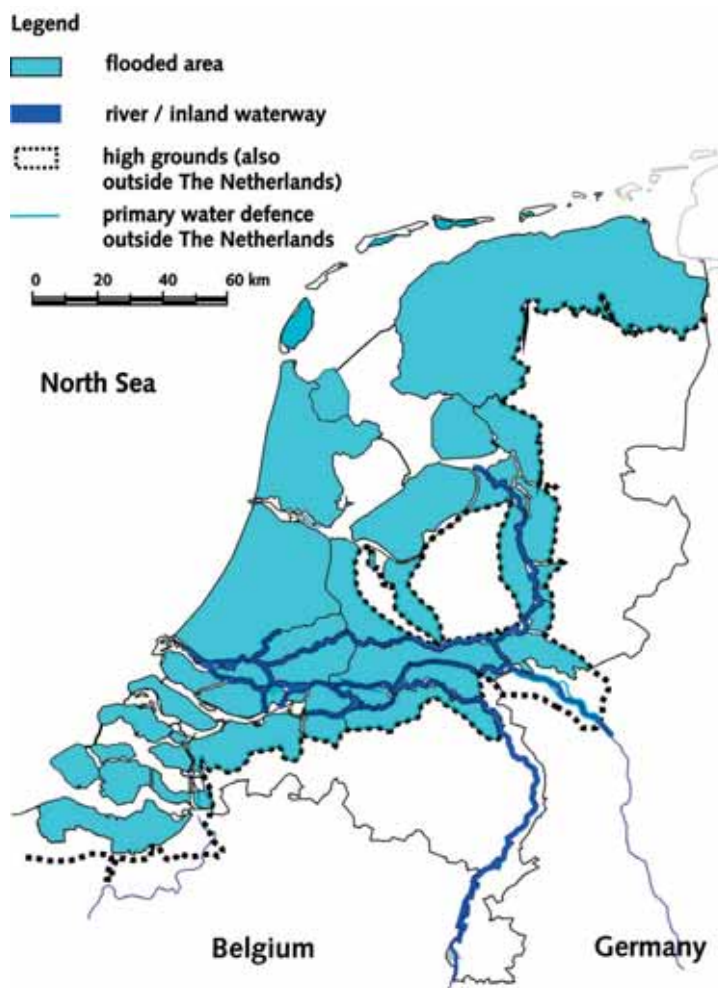 Legend
flooded area
river / inland waterway
high grounds (also
outside The Netherlands)
primary water defence
outside The Netherlands
0 20 40 60 km
North Sea
Belgium
Germany